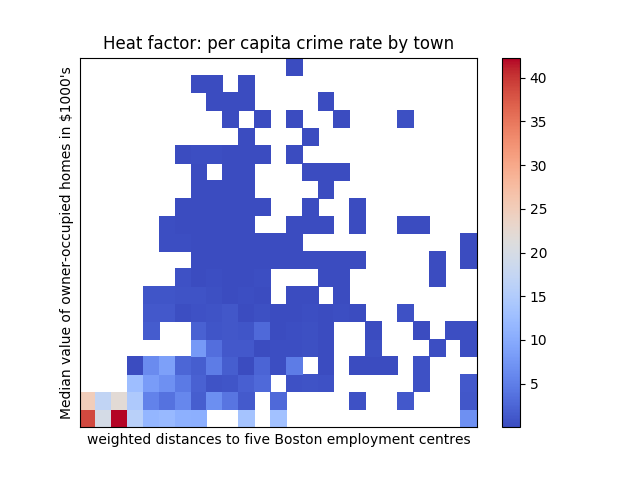 Heat factor: per capita crime rate by town
Median value of owner-occupied homes in $1000's
40
35
30
25
20
15
10
5
weighted distances to five Boston employment centres